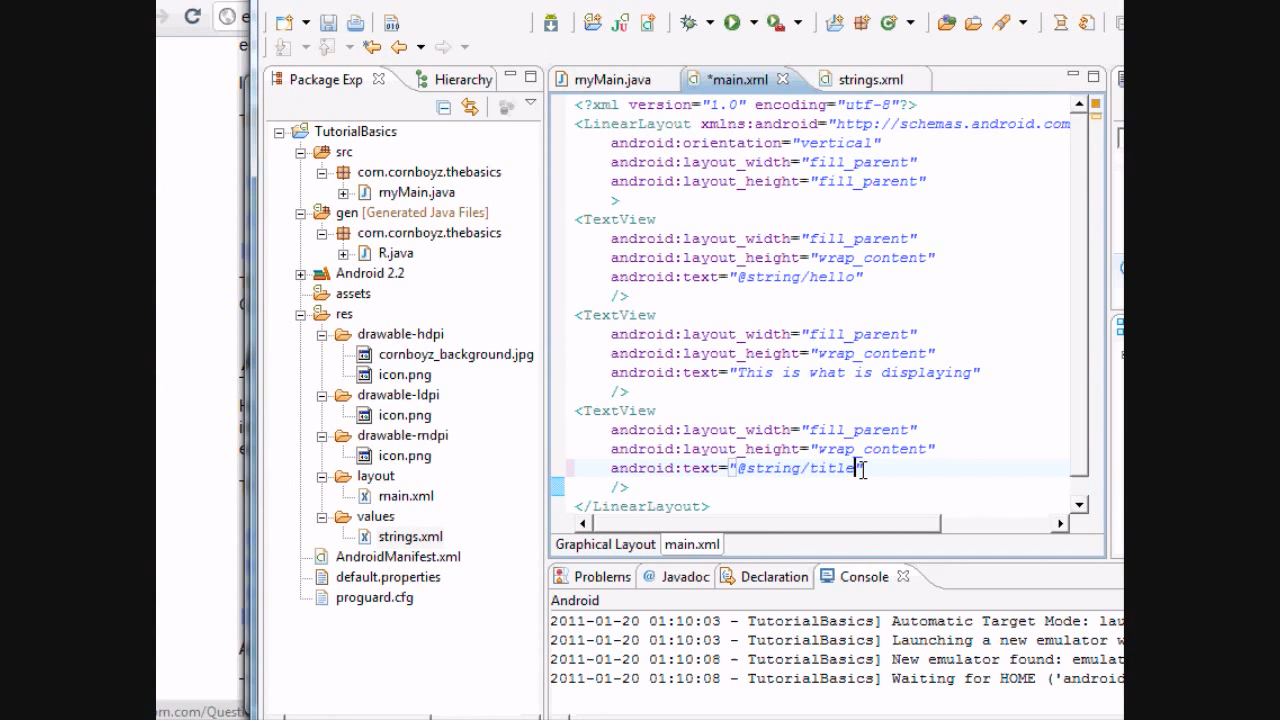 Package Exp
Hierarchy
TutorialBasics
src
com.cornboyz.thebasics
myMain.java
gen [Generated Java Files]
com.cornboyz.thebasics
R.java
Android 2.2
assets
res
drawable-hdpi
cornboyz_background.jpg
icon.png
drawable-ldpi
icon.png
drawable-mdpi
icon.png
layout
main.xml
values
strings.xml
AndroidManifest.xml
default.properties
proguard.cfg
myMain.java
*main.xml
strings.xml
<?xml version="1.0" encoding="utf-8"?>
<LinearLayout xmlns:android="http://schemas.android.com
android:orientation="vertical"
android:layout_width="fill_parent"
android:layout_height="fill_parent"
>
<TextView
android:layout_width="fill_parent"
android:layout_height="wrap_content"
android:text="@string/hello"
/>
<TextView
android:layout_width="fill_parent"
android:layout_height="wrap_content"
android:text="This is what is displaying"
/>
<TextView
android:layout_width="fill_parent"
android:layout_height="wrap_content"
android:text="@string/title"
/>
</LinearLayout>
Graphical Layout
main.xml
Problems
@ Javadoc
Declaration
Console
Android
2011-01-20 01:10:03 - TutorialBasics] Automatic Target Mode: lau
2011-01-20 01:10:03 - TutorialBasics] Launching a new emulator w
2011-01-20 01:10:08 - TutorialBasics] New emulator found: emulat
2011-01-20 01:10:08 - TutorialBasics] Waiting for HOME ('android
om.com/Quest